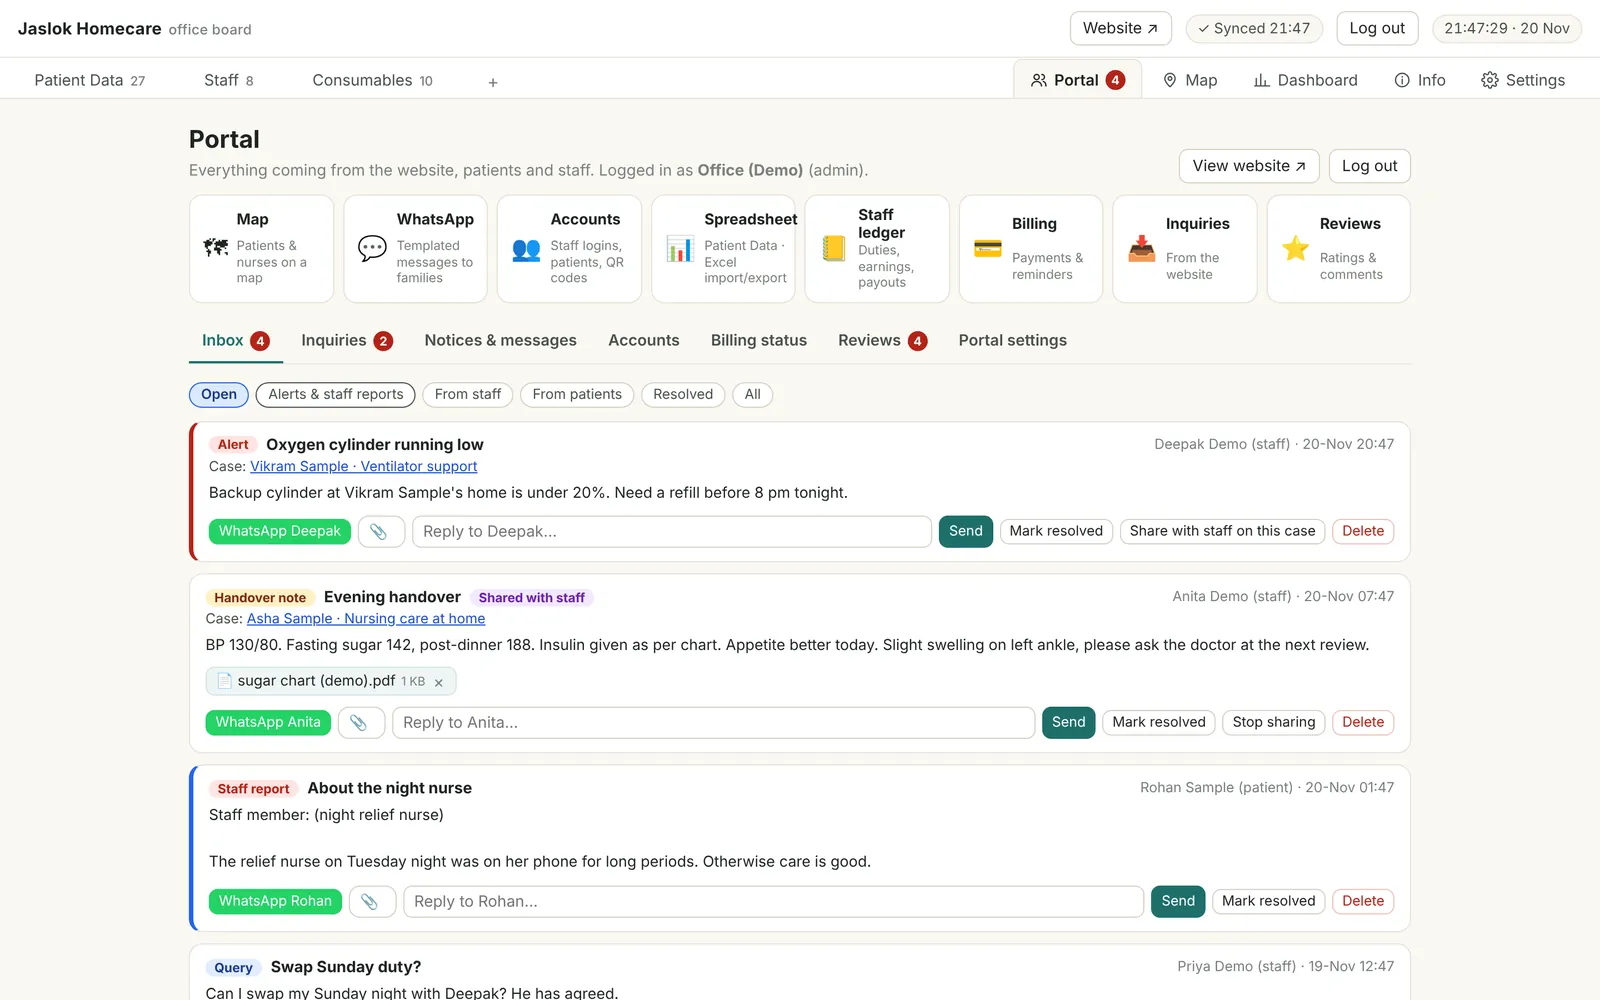 Jaslok Homecare office board
Website ↗
✓ Synced 21:47
Log out
21:47:29 · 20 Nov
Patient Data 27
Staff 8
Consumables 10
+
Portal 4
Map
Dashboard
Info
Settings
Portal
Everything coming from the website, patients and staff. Logged in as Office (Demo) (admin).
View website ↗
Log out
Map
Patients &
nurses on a
map
WhatsApp
Templated
messages to
families
Accounts
Staff logins,
patients, QR
codes
Spreadsheet
Patient Data ·
Excel
import/export
Staff
ledger
Duties,
earnings,
payouts
Billing
Payments &
reminders
Inquiries
From the
website
Reviews
Ratings &
comments
Inbox 4
Inquiries 2
Notices & messages
Accounts
Billing status
Reviews 4
Portal settings
Open
Alerts & staff reports
From staff
From patients
Resolved
All
Alert Oxygen cylinder running low
Deepak Demo (staff) · 20-Nov 20:47
Case: Vikram Sample · Ventilator support
Backup cylinder at Vikram Sample's home is under 20%. Need a refill before 8 pm tonight.
WhatsApp Deepak
Reply to Deepak...
Send
Mark resolved
Share with staff on this case
Delete
Handover note Evening handover Shared with staff
Anita Demo (staff) · 20-Nov 07:47
Case: Asha Sample · Nursing care at home
BP 130/80. Fasting sugar 142, post-dinner 188. Insulin given as per chart. Appetite better today. Slight swelling on left ankle, please ask the doctor at the next review.
sugar chart (demo).pdf 1 KB ×
WhatsApp Anita
Reply to Anita...
Send
Mark resolved
Stop sharing
Delete
Staff report About the night nurse
Rohan Sample (patient) · 20-Nov 01:47
Staff member: (night relief nurse)
The relief nurse on Tuesday night was on her phone for long periods. Otherwise care is good.
WhatsApp Rohan
Reply to Rohan...
Send
Mark resolved
Delete
Query Swap Sunday duty?
Priya Demo (staff) · 19-Nov 12:47
Can I swap my Sunday night with Deepak? He has agreed.